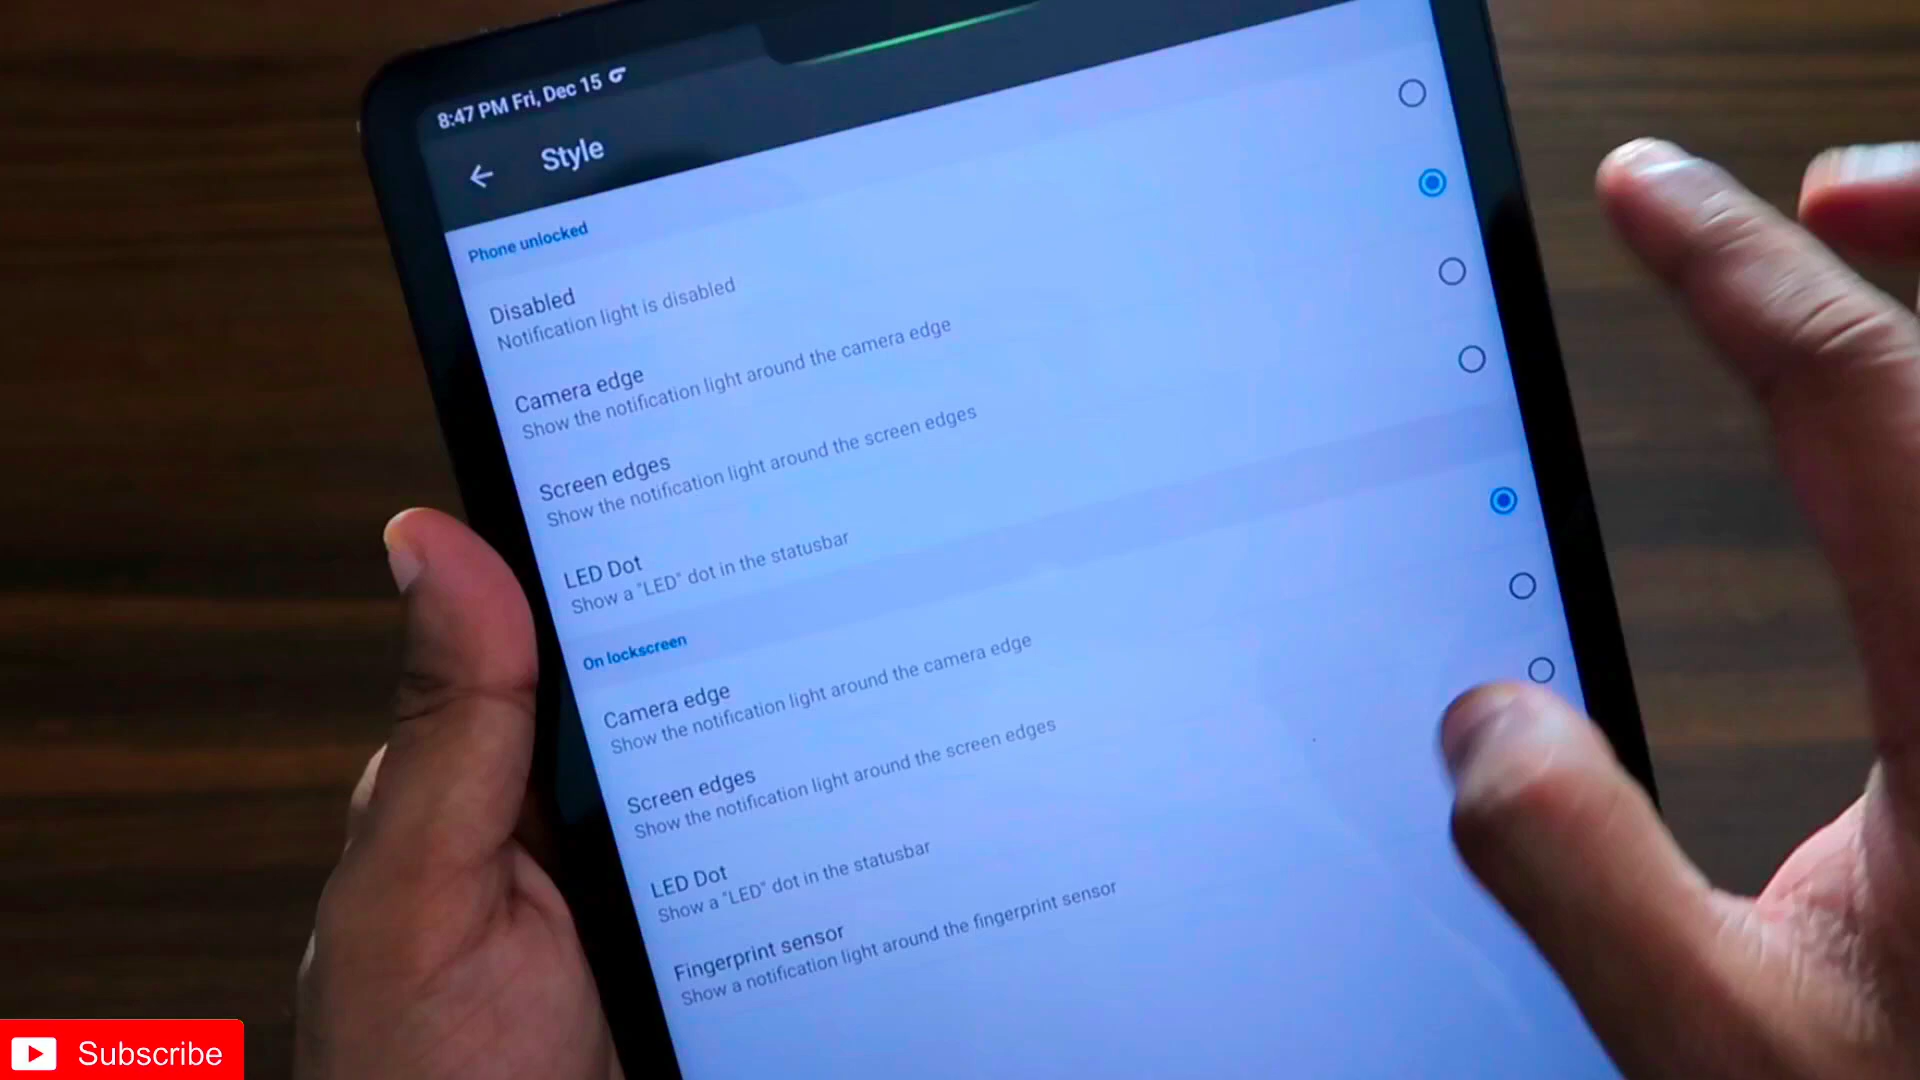 8:47 PM Fri, Dec 15
Style
Phone unlocked
Disabled
Notification light is disabled
Camera edge
Show the notification light around the camera edge
Screen edges
Show the notification light around the screen edges
LED Dot
Show a "LED" dot in the statusbar
On lockscreen
Camera edge
Show the notification light around the camera edge
Screen edges
Show the notification light around the screen edges
LED Dot
Show a "LED" dot in the statusbar
Fingerprint sensor
Show a notification light around the fingerprint sensor
Subscribe